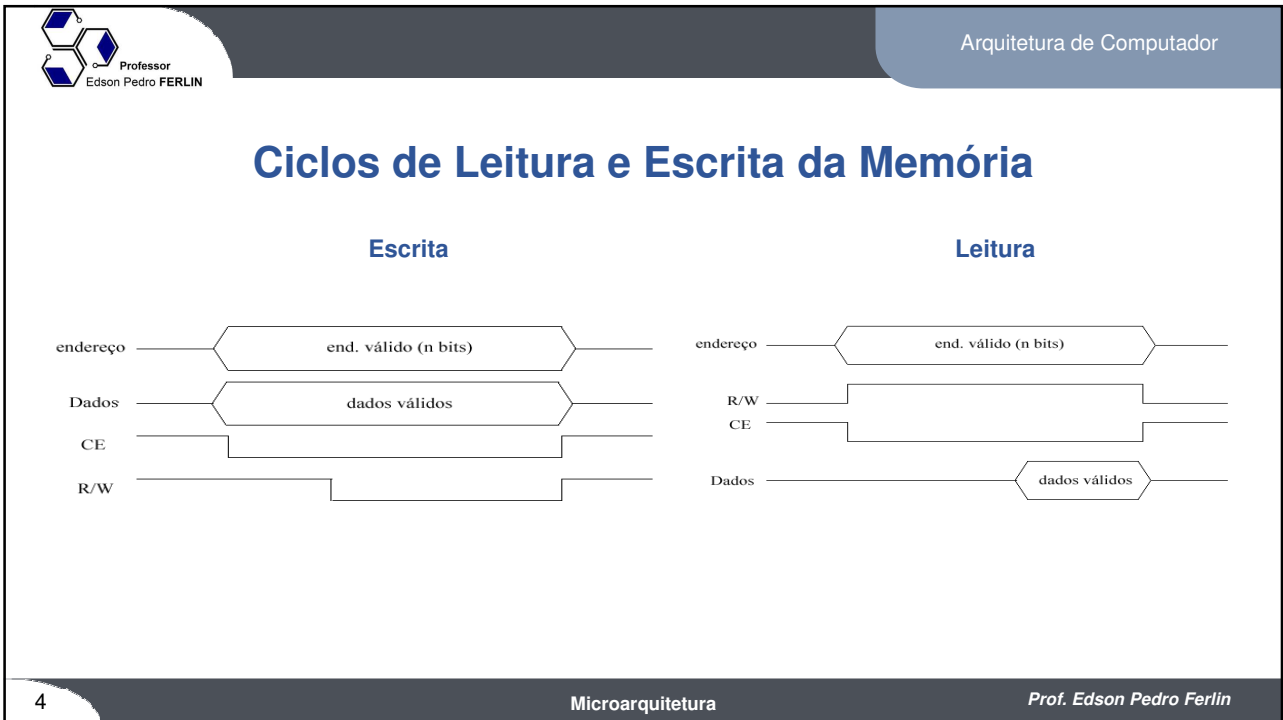 Professor
Edson Pedro FERLIN
Arquitetura de Computador
Ciclos de Leitura e Escrita da Memória
Escrita
endereço
end. válido (n bits)
Dados
dados válidos
CE
R/W
Leitura
endereço
end. válido (n bits)
R/W
CE
Dados
dados válidos
4
Microarquitetura
Prof. Edson Pedro Ferlin